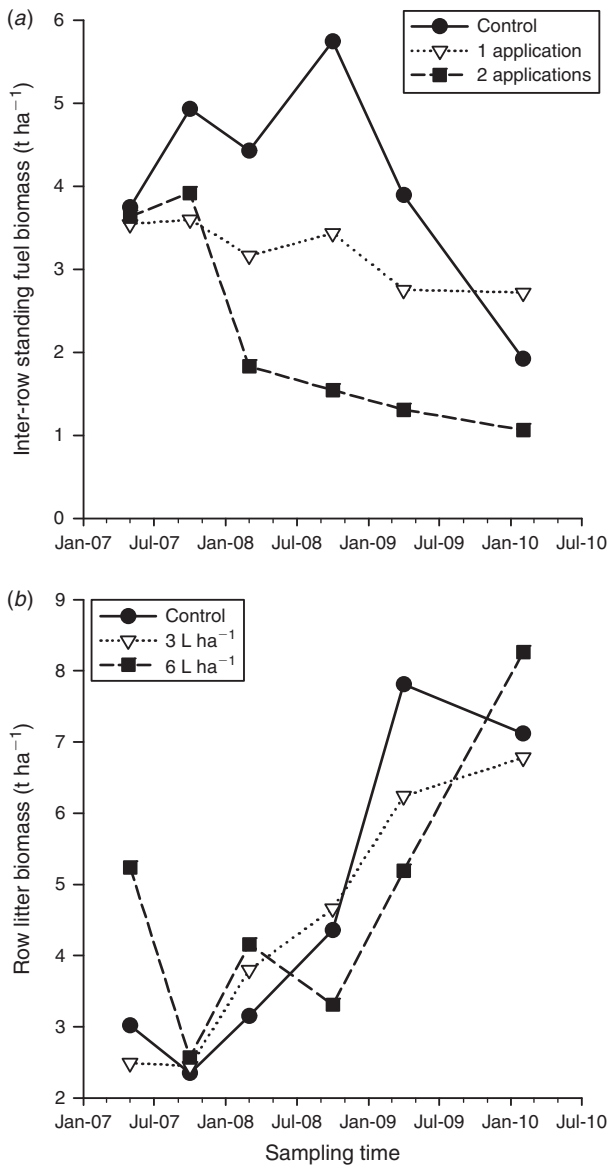 (a)
Inter-row standing fuel biomass (t ha−1)
6
5
4
3
2
1
0
Control
1 application
2 applications
Jan-07 Jul-07 Jan-08 Jul-08 Jan-09 Jul-09 Jan-10 Jul-10
(b)
Row litter biomass (t ha−1)
9
8
7
6
5
4
3
2
Control
3 L ha−1
6 L ha−1
Jan-07 Jul-07 Jan-08 Jul-08 Jan-09 Jul-09 Jan-10 Jul-10
Sampling time